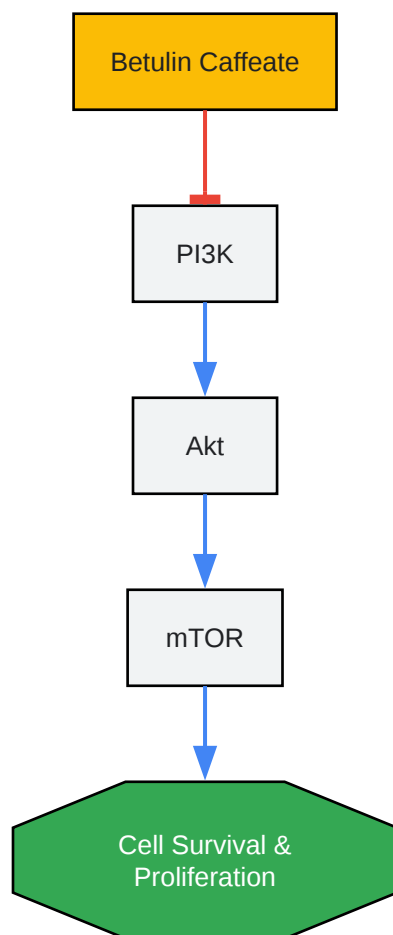 Betulin Caffeate
PI3K
Akt
mTOR
Cell Survival &
Proliferation